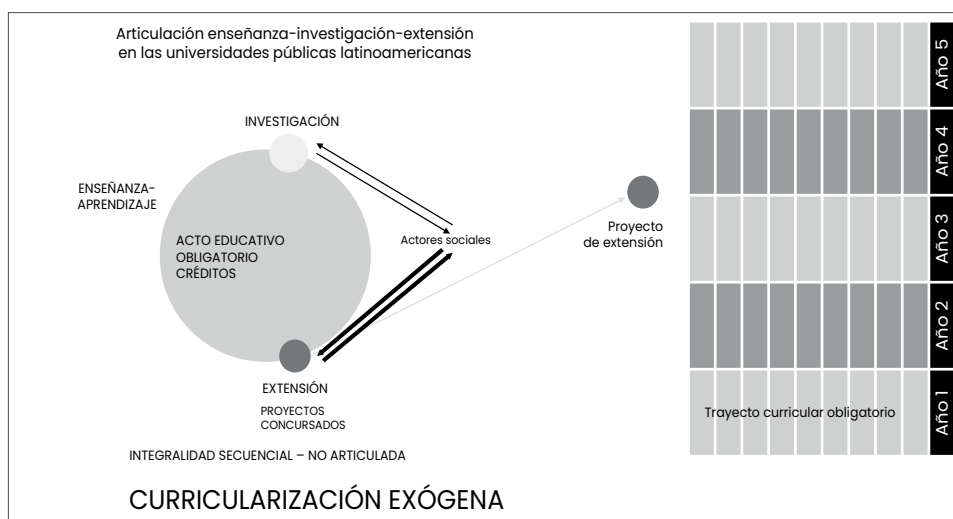 Articulación enseñanza-investigación-extensión
en las universidades públicas latinoamericanas
INVESTIGACIÓN
ENSEÑANZA-
APRENDIZAJE
ACTO EDUCATIVO
OBLIGATORIO
CRÉDITOS
Actores sociales
Proyecto
de extensión
EXTENSIÓN
PROYECTOS
CONCURSADOS
INTEGRALIDAD SECUENCIAL – NO ARTICULADA
CURRICULARIZACIÓN EXÓGENA
Año 5
Año 4
Año 3
Año 2
Año 1
Trayecto curricular obligatorio